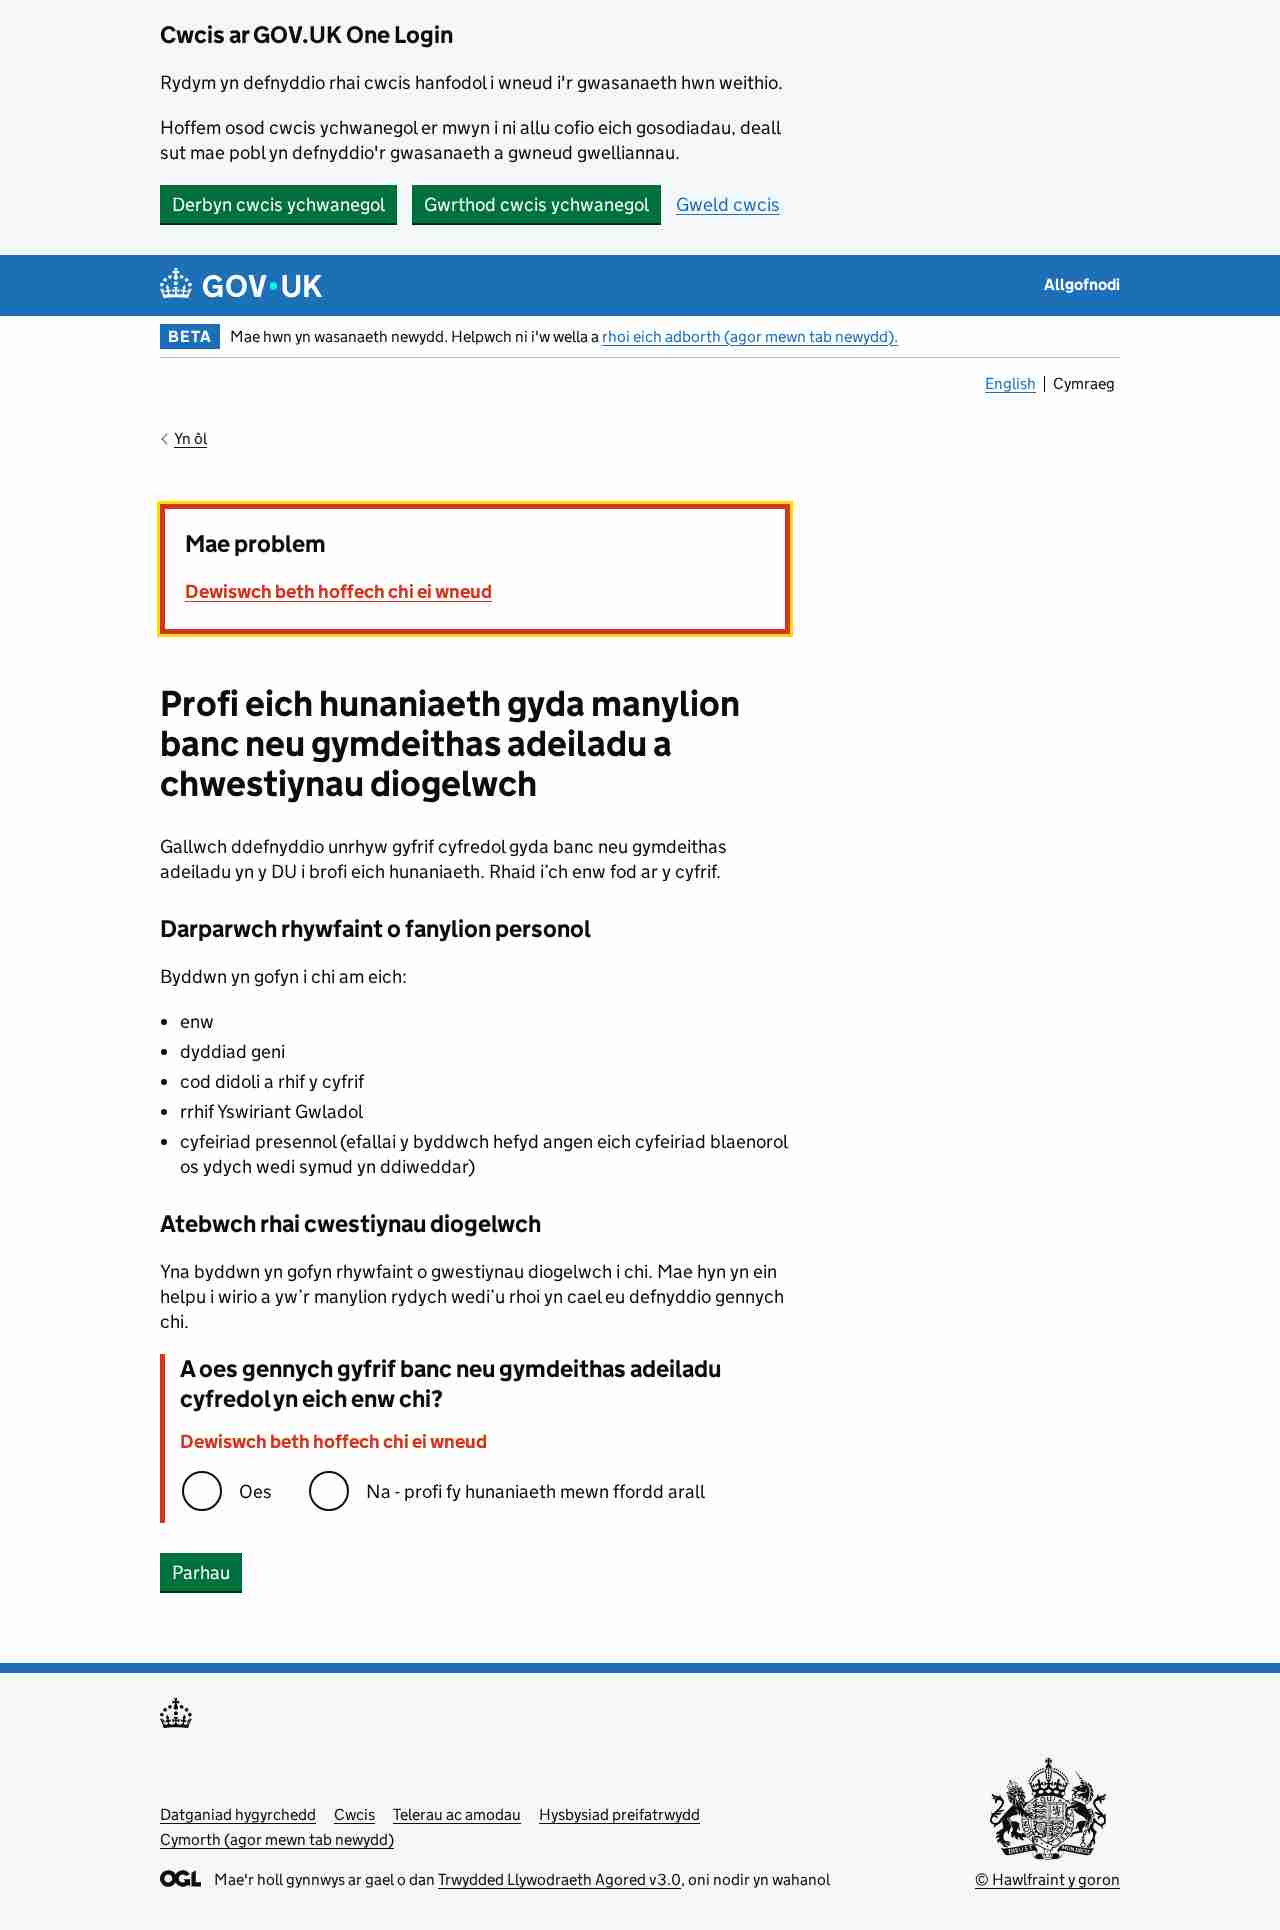 Cwcis ar GOV.UK One Login
Rydym yn defnyddio rhai cwcis hanfodol i wneud i'r gwasanaeth hwn weithio.
Hoffem osod cwcis ychwanegol er mwyn i ni allu cofio eich gosodiadau, deall
sut mae pobl yn defnyddio'r gwasanaeth a gwneud gwelliannau.
Derbyn cwcis ychwanegol
Gwrthod cwcis ychwanegol
Gweld cwcis
GOV.UK
Allgofnodi
BETA
Mae hwn yn wasanaeth newydd. Helpwch ni i'w wella a rhoi eich adborth (agor mewn tab newydd).
English
Cymraeg
Yn ôl
Mae problem
Dewiswch beth hoffech chi ei wneud
Profi eich hunaniaeth gyda manylion
banc neu gymdeithas adeiladu a
chwestiynau diogelwch
Gallwch ddefnyddio unrhyw gyfrif cyfredol gyda banc neu gymdeithas
adeiladu yn y DU i brofi eich hunaniaeth. Rhaid i’ch enw fod ar y cyfrif.
Darparwch rhywfaint o fanylion personol
Byddwn yn gofyn i chi am eich:
enw
dyddiad geni
cod didoli a rhif y cyfrif
rrhif Yswiriant Gwladol
cyfeiriad presennol (efallai y byddwch hefyd angen eich cyfeiriad blaenorol
os ydych wedi symud yn ddiweddar)
Atebwch rhai cwestiynau diogelwch
Yna byddwn yn gofyn rhywfaint o gwestiynau diogelwch i chi. Mae hyn yn ein
helpu i wirio a yw’r manylion rydych wedi’u rhoi yn cael eu defnyddio gennych
chi.
A oes gennych gyfrif banc neu gymdeithas adeiladu
cyfredol yn eich enw chi?
Dewiswch beth hoffech chi ei wneud
Oes
Na - profi fy hunaniaeth mewn ffordd arall
Parhau
Datganiad hygyrchedd
Cwcis
Telerau ac amodau
Hysbysiad preifatrwydd
Cymorth (agor mewn tab newydd)
OGL
Mae'r holl gynnwys ar gael o dan Trwydded Llywodraeth Agored v3.0, oni nodir yn wahanol
© Hawlfraint y goron